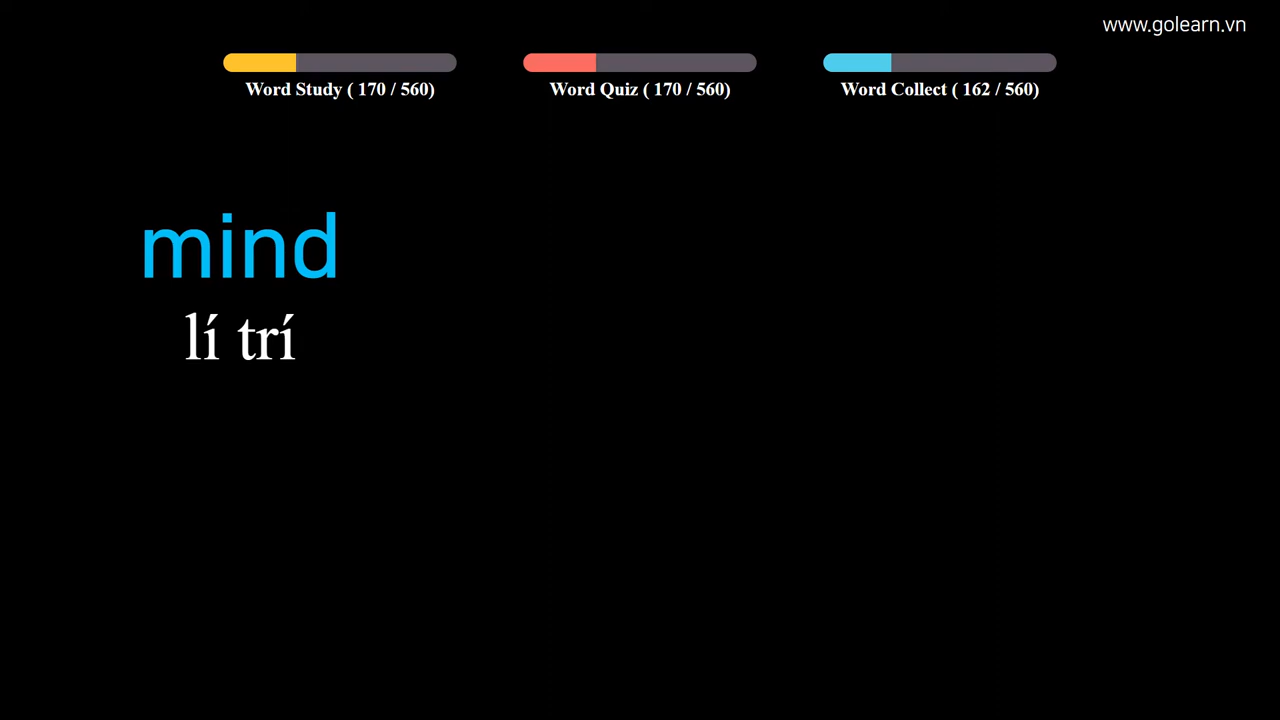 www.golearn.vn
Word Study ( 170 / 560)
Word Quiz ( 170 / 560)
Word Collect ( 162 / 560)
mind
lí trí